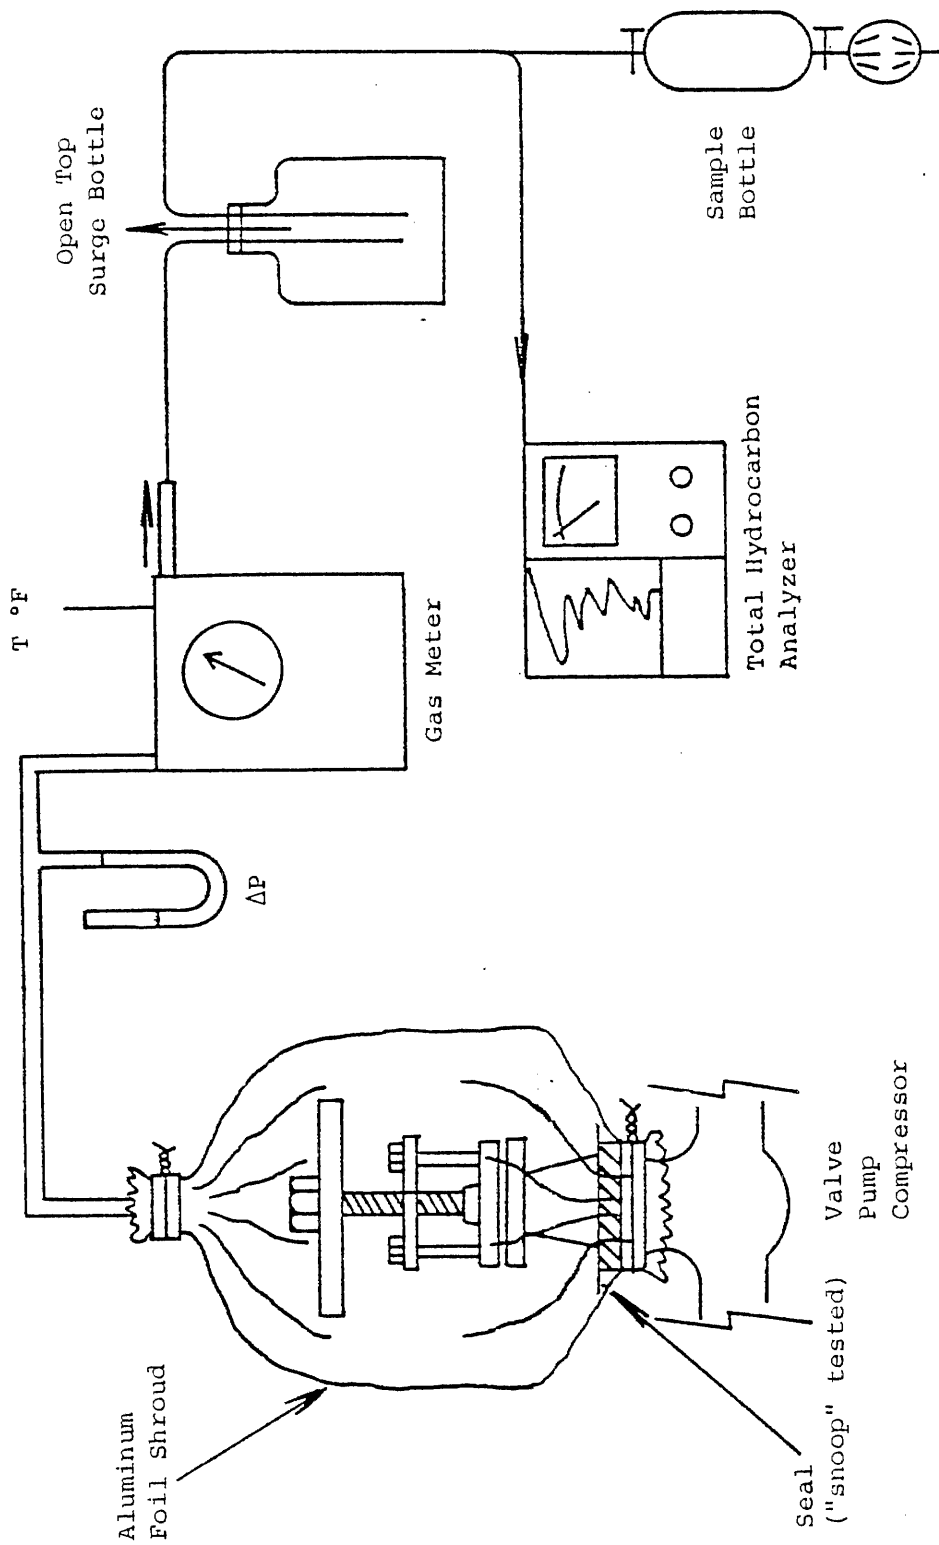 Aluminum
Foil Shroud
Seal
("snoop" tested)
Valve
Pump
Compressor
ΔP
T °F
Gas Meter
Open Top
Surge Bottle
Total Hydrocarbon
Analyzer
Sample
Bottle